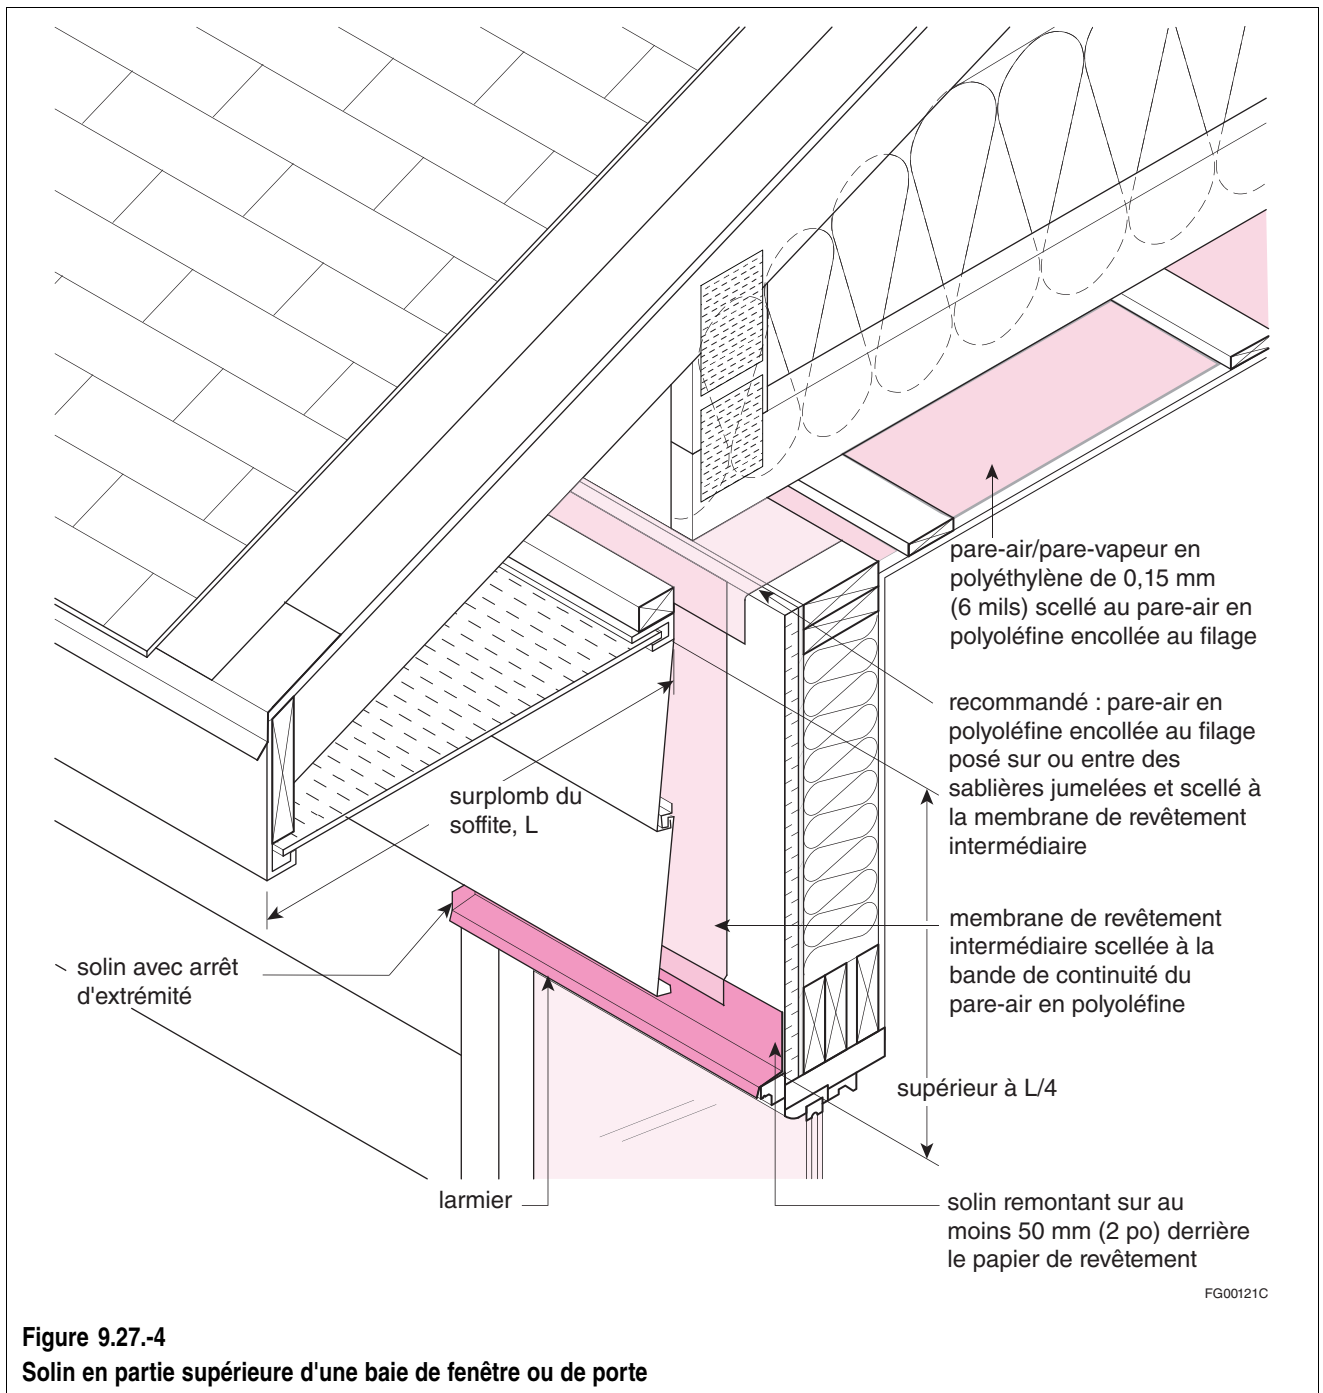 pare-air/pare-vapeur en
polyéthylène de 0,15 mm
(6 mils) scellé au pare-air en
polyoléfine encollée au filage
recommandé : pare-air en
polyoléfine encollée au filage
posé sur ou entre des
sablières jumelées et scellé à
la membrane de revêtement
intermédiaire
surplomb du
soffite, L
membrane de revêtement
intermédiaire scellée à la
bande de continuité du
pare-air en polyoléfine
solin avec arrêt
d'extrémité
supérieur à L/4
larmier
solin remontant sur au
moins 50 mm (2 po) derrière
le papier de revêtement
FG00121C
Figure 9.27.-4
Solin en partie supérieure d'une baie de fenêtre ou de porte